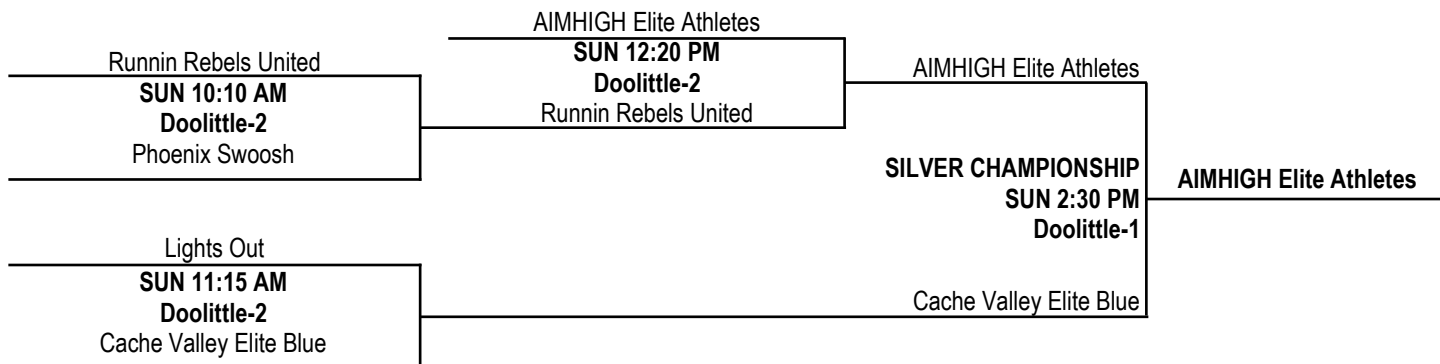 Runnin Rebels United
SUN 10:10 AM
Doolittle-2
Phoenix Swoosh
Lights Out
SUN 11:15 AM
Doolittle-2
Cache Valley Elite Blue
AIMHIGH Elite Athletes
SUN 12:20 PM
Doolittle-2
Runnin Rebels United
AIMHIGH Elite Athletes
SILVER CHAMPIONSHIP
SUN 2:30 PM
Doolittle-1
Cache Valley Elite Blue
AIMHIGH Elite Athletes